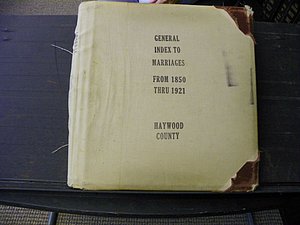 GENERAL
INDEX TO
MARRIAGES
FROM 1850
THRU 1921
HAYWOOD
COUNTY